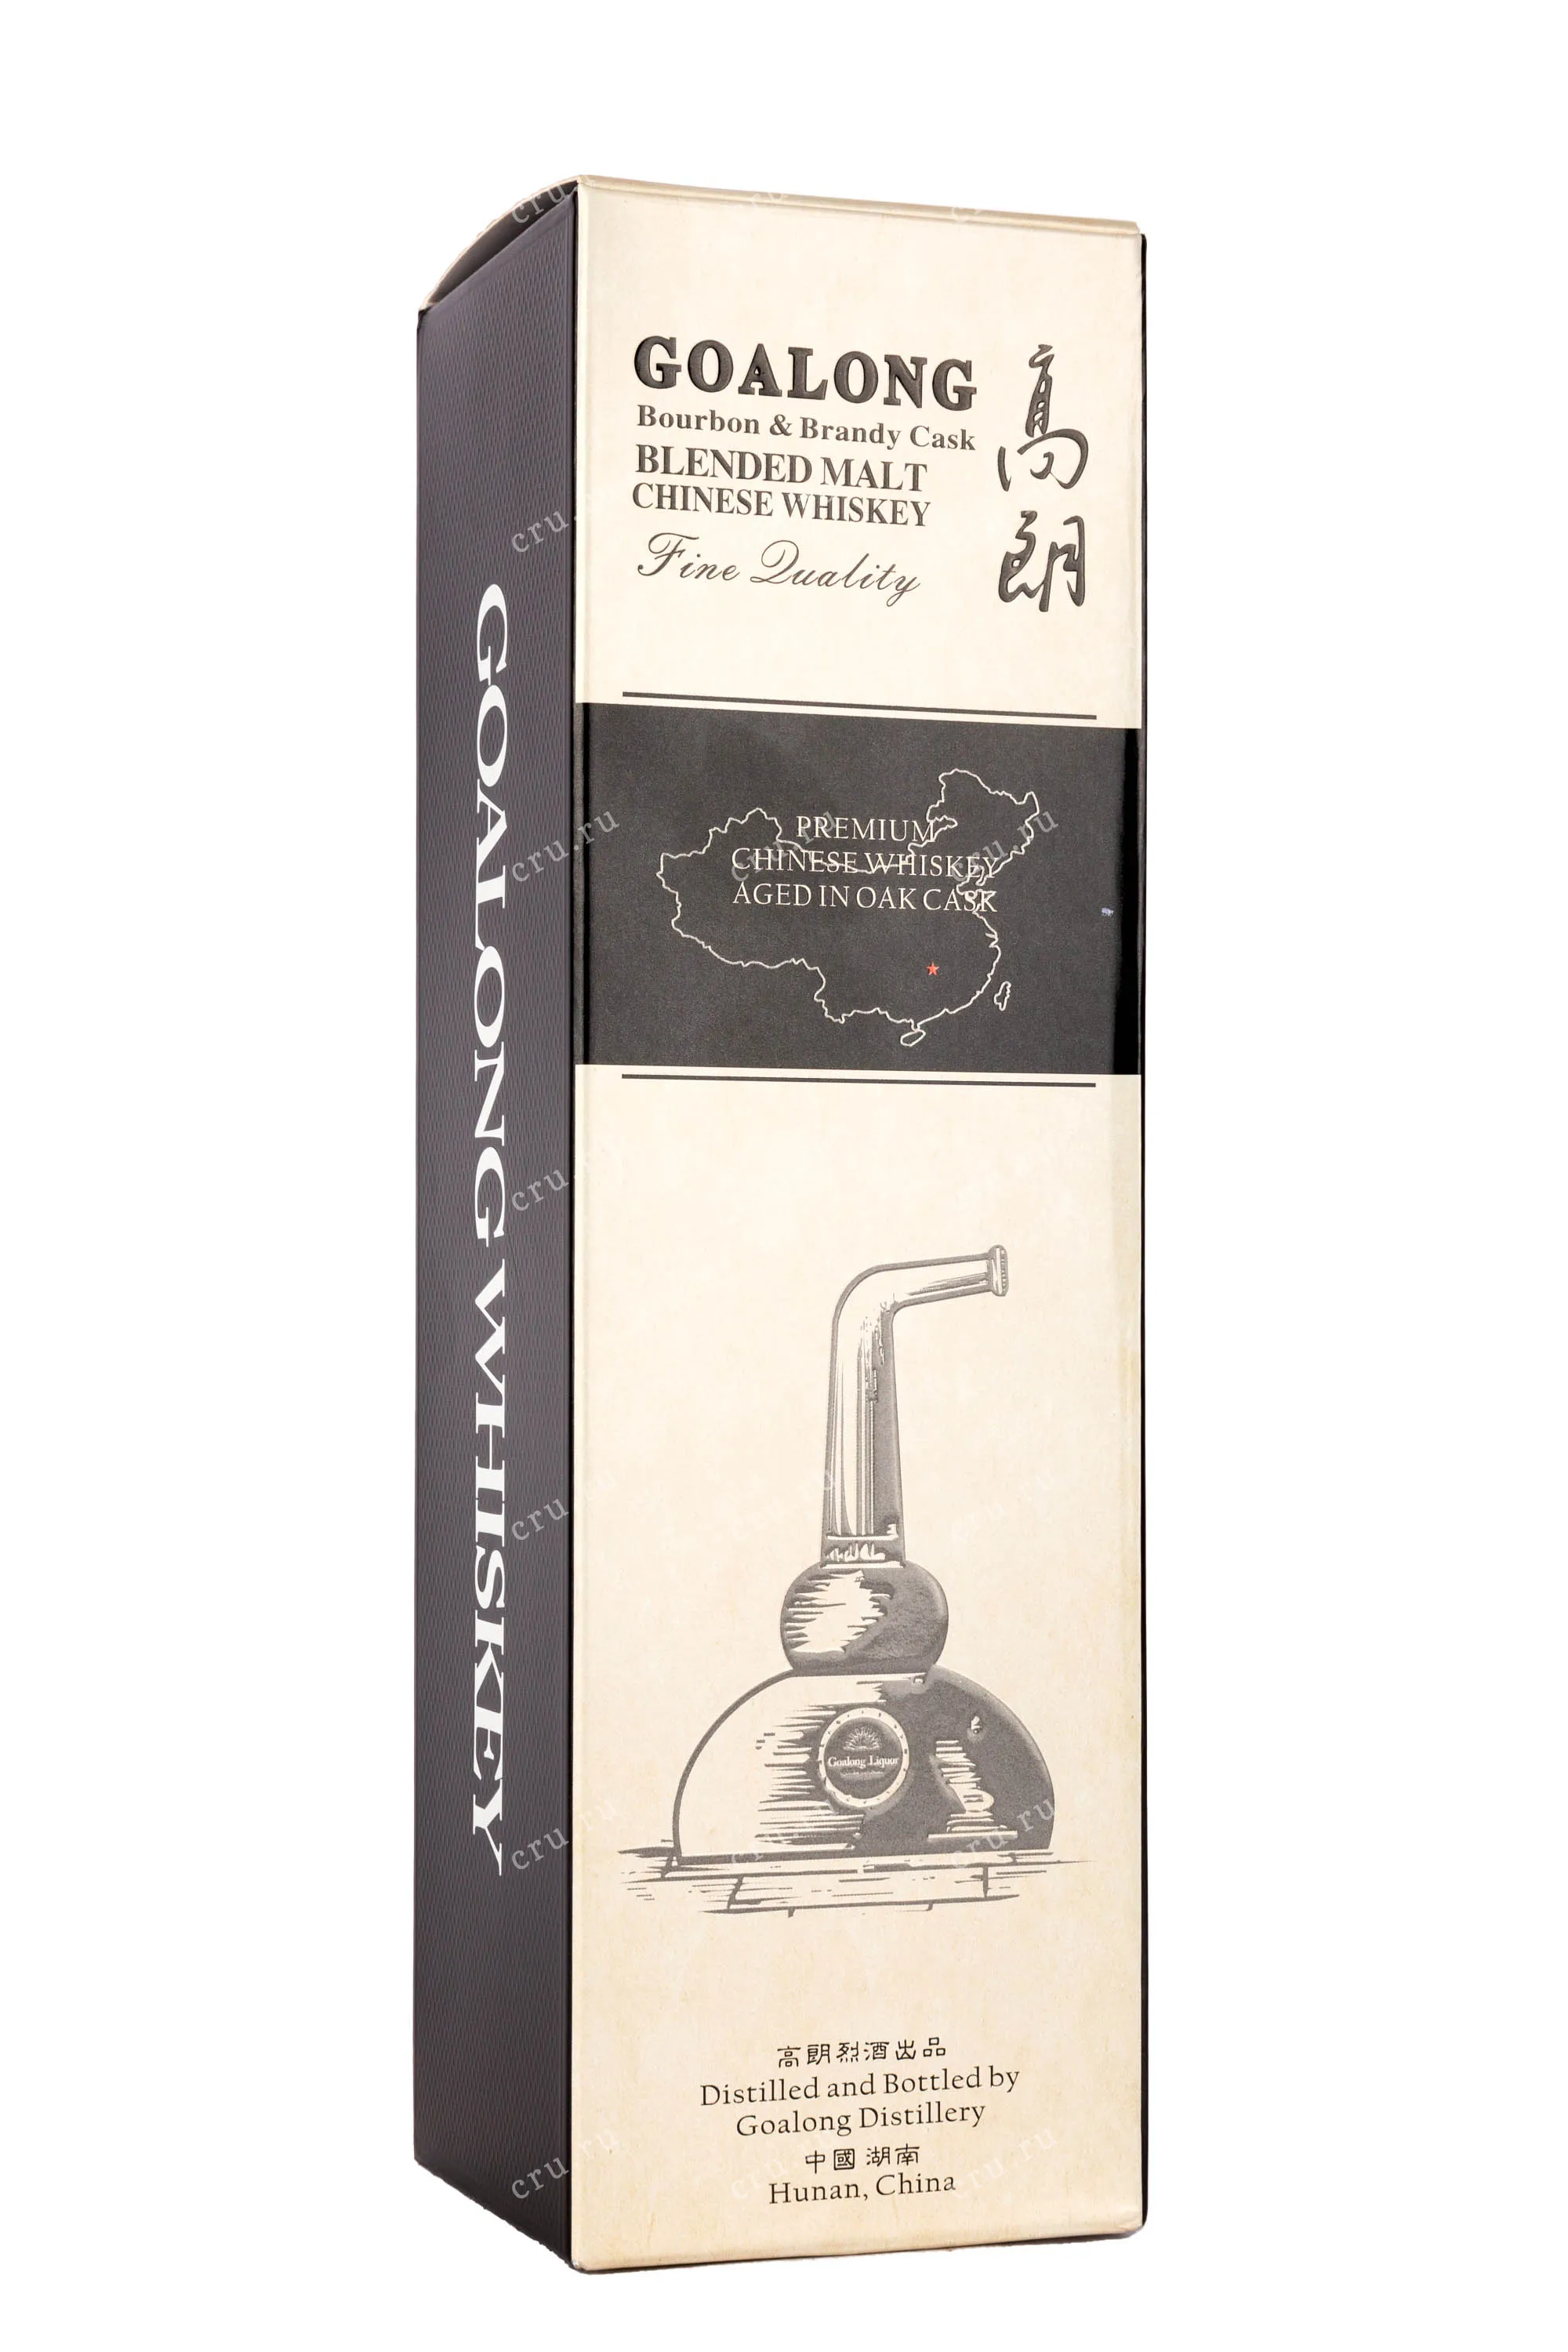 GOALONG
Bourbon & Brandy Cask
BLENDED MALT
CHINESE WHISKEY
Fine Quality
高朗
PREMIUM
CHINESE WHISKEY
AGED IN OAK CASK
Goalong Liquor
高朗烈酒出品
Distilled and Bottled by
Goalong Distillery
中國 湖南
Hunan, China
GOALONG WHISKEY
cru.ru